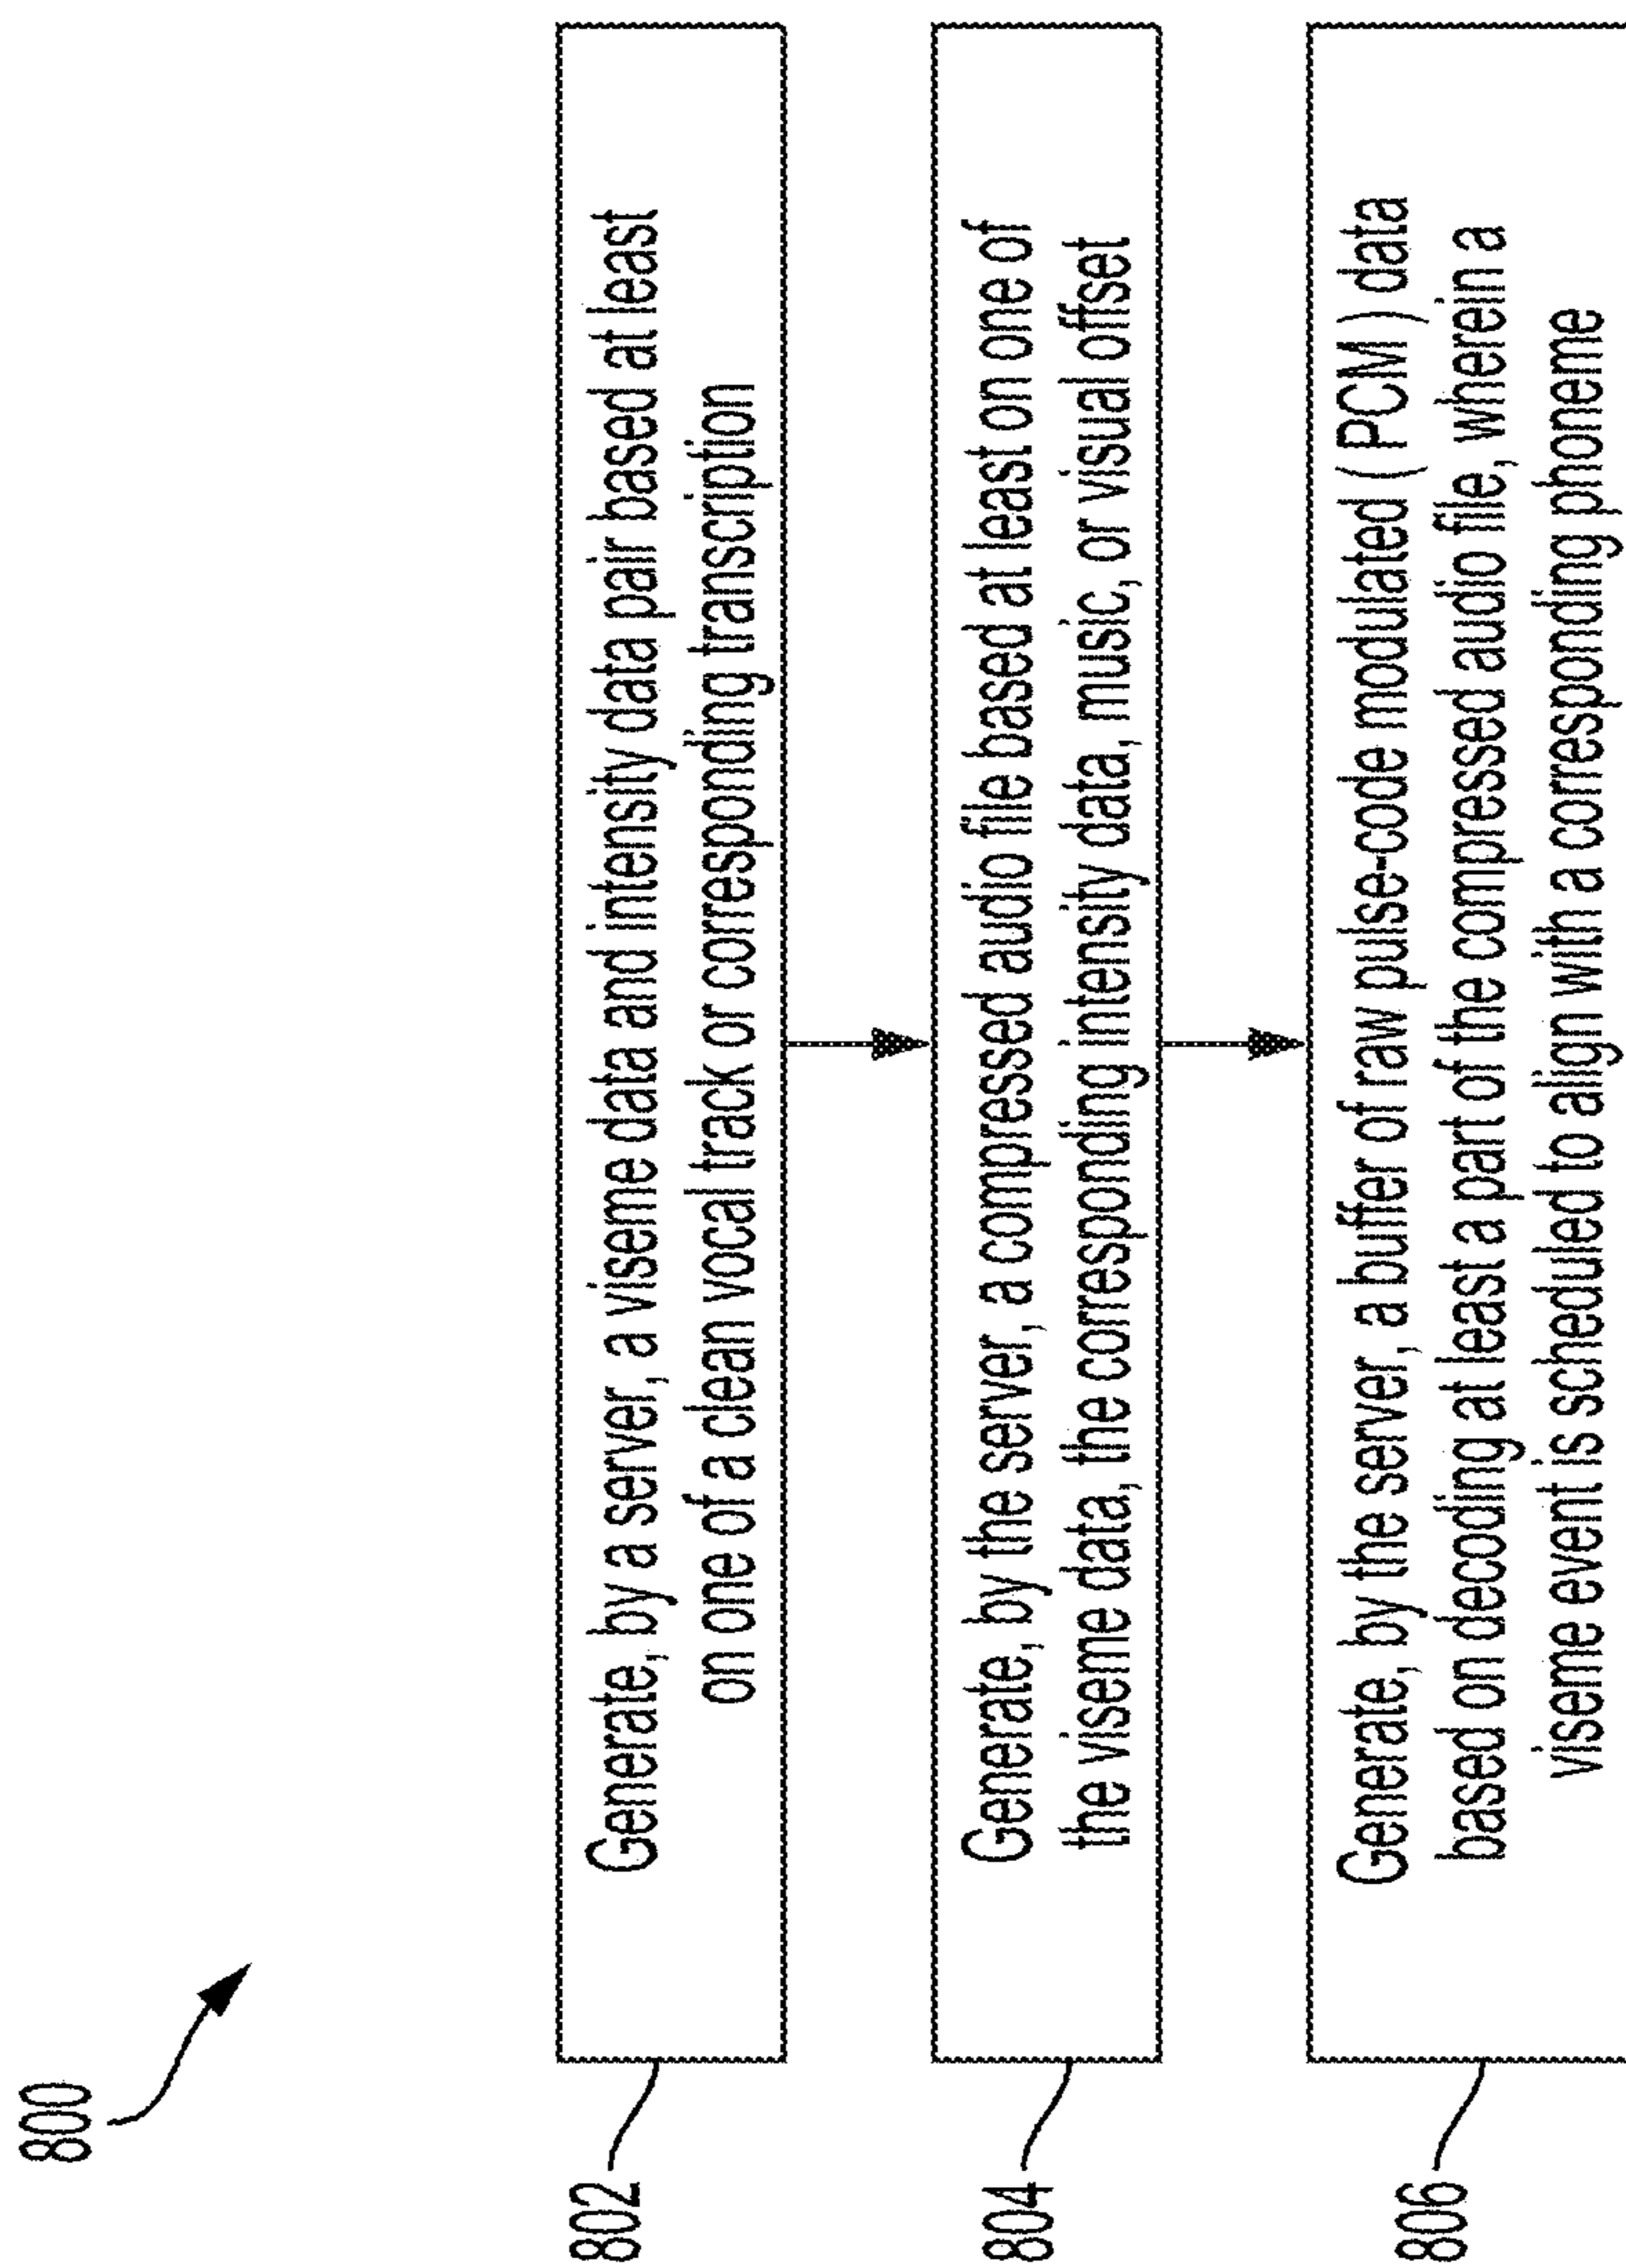 800
802
Generate, by a server, a viseme data and intensity data pair based at least
on one of a clean vocal track or corresponding transcription
804
Generate, by the server, a compressed audio file based at least on one of
the viseme data, the corresponding intensity data, music, or visual offset
806
Generate, by the server, a buffer of raw pulse-code modulated ( PCM ) data
based on decoding at least a part of the compressed audio file, wherein a
viseme event is scheduled to align with a corresponding phoneme